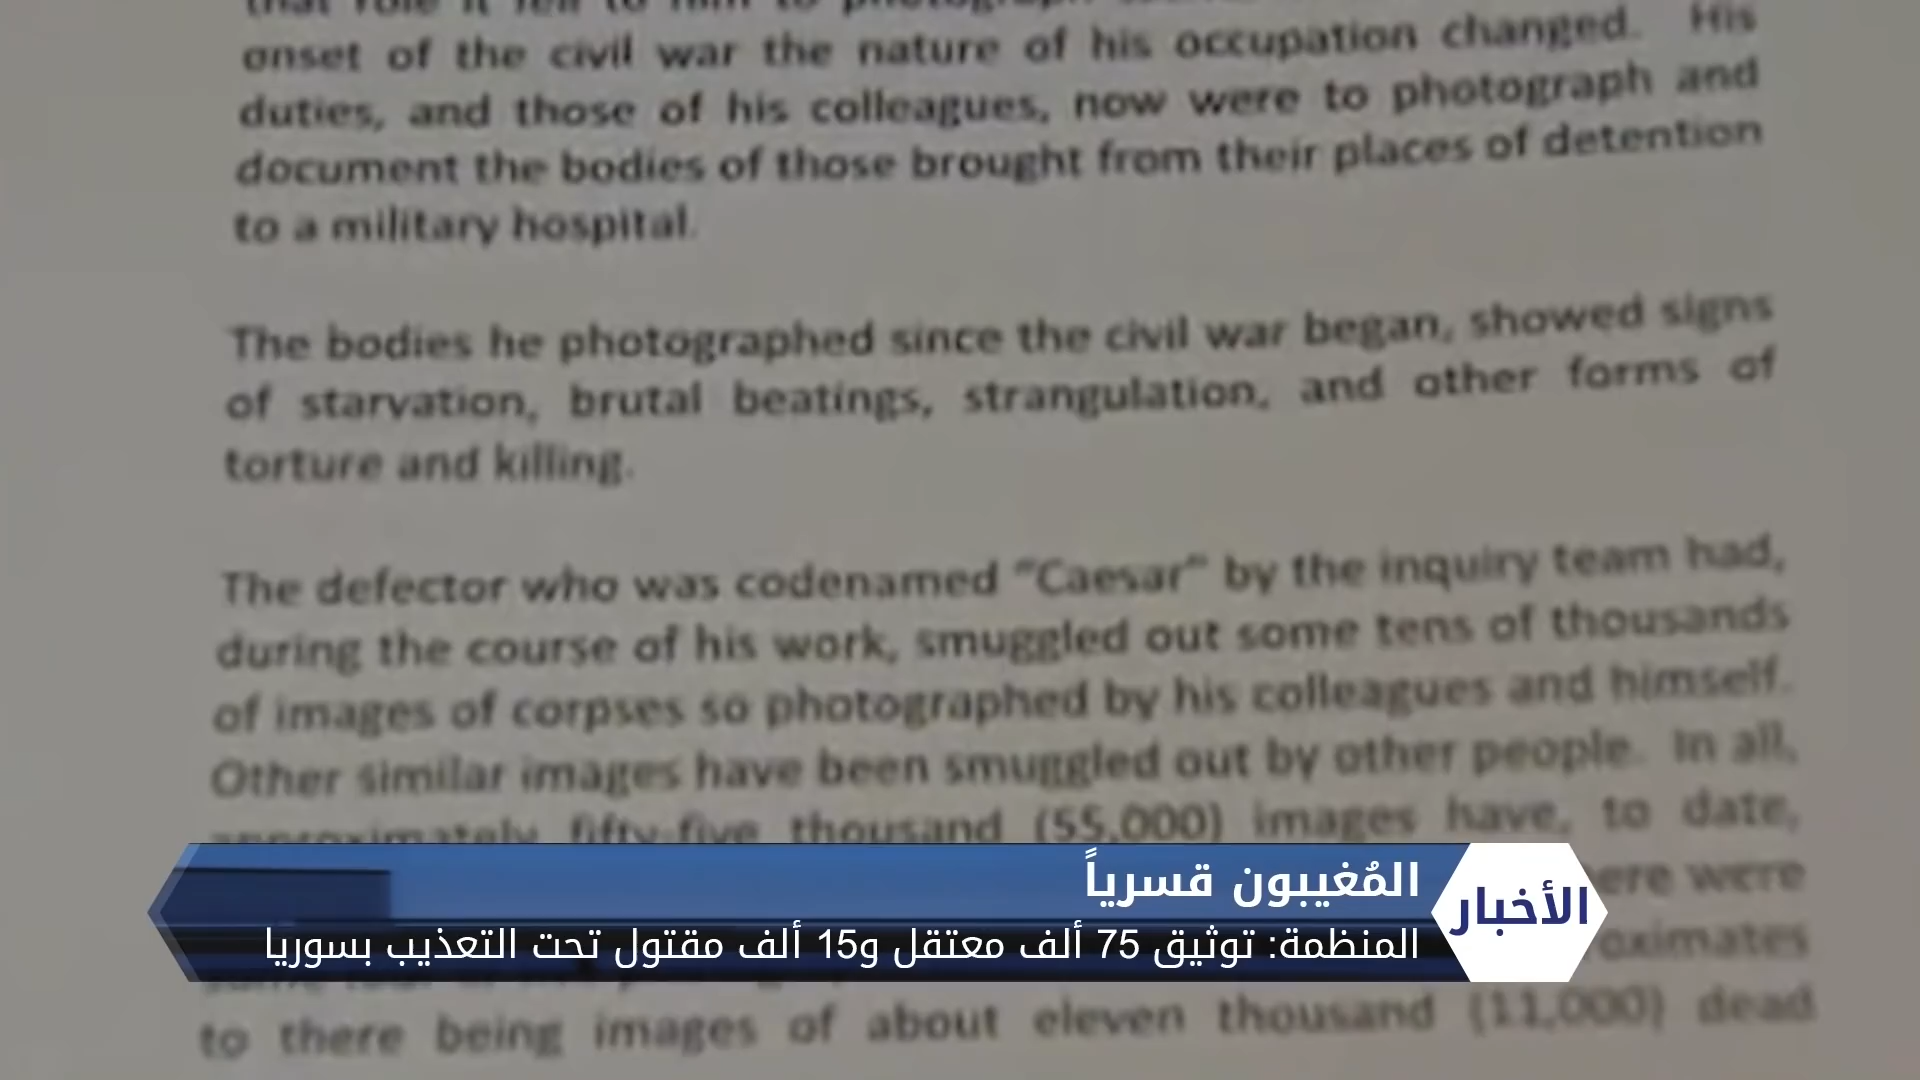 onset of the civil war the nature of his occupation changed. His
duties, and those of his colleagues, now were to photograph and
document the bodies of those brought from their places of detention
to a military hospital.
The bodies he photographed since the civil war began, showed signs
of starvation, brutal beatings, strangulation, and other forms of
torture and killing.
The defector who was codenamed "Caesar" by the inquiry team had,
during the course of his work, smuggled out some tens of thousands
of images of corpses so photographed by his colleagues and himself.
Other similar images have been smuggled out by other people. In all,
approximately fifty-five thousand (55,000) images have, to date,
were
المُغيبون قسرياً
الأخبار
المنظمة: توثيق 75 ألف معتقل و15 ألف مقتول تحت التعذيب بسوريا
to there being images of about eleven thousand (11,000) dead